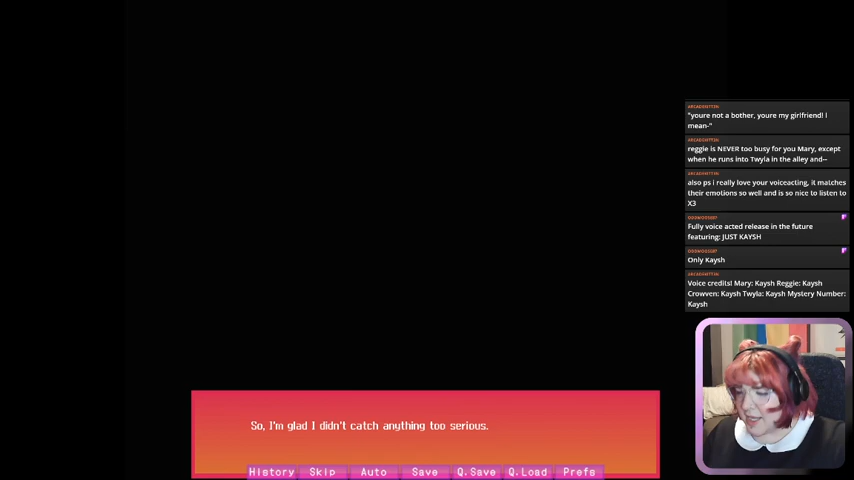 ARCADEKITTEN
"youre not a bother, youre my girlfriend! I
mean-"
ARCADEKITTEN
reggie is NEVER too busy for you Mary, except
when he runs into Twyla in the alley and--
ARCADEKITTEN
also ps i really love your voiceacting, it matches
their emotions so well and is so nice to listen to
X3
Fully voice acted release in the future
featuring: JUST KAYSH
Only Kaysh
ARCADEKITTEN
Voice credits! Mary: Kaysh Reggie: Kaysh
Crowven: Kaysh Twyla: Kaysh Mystery Number:
Kaysh
So, I'm glad I didn't catch anything too serious.
History Skip Auto Save Q.Save Q.Load Prefs